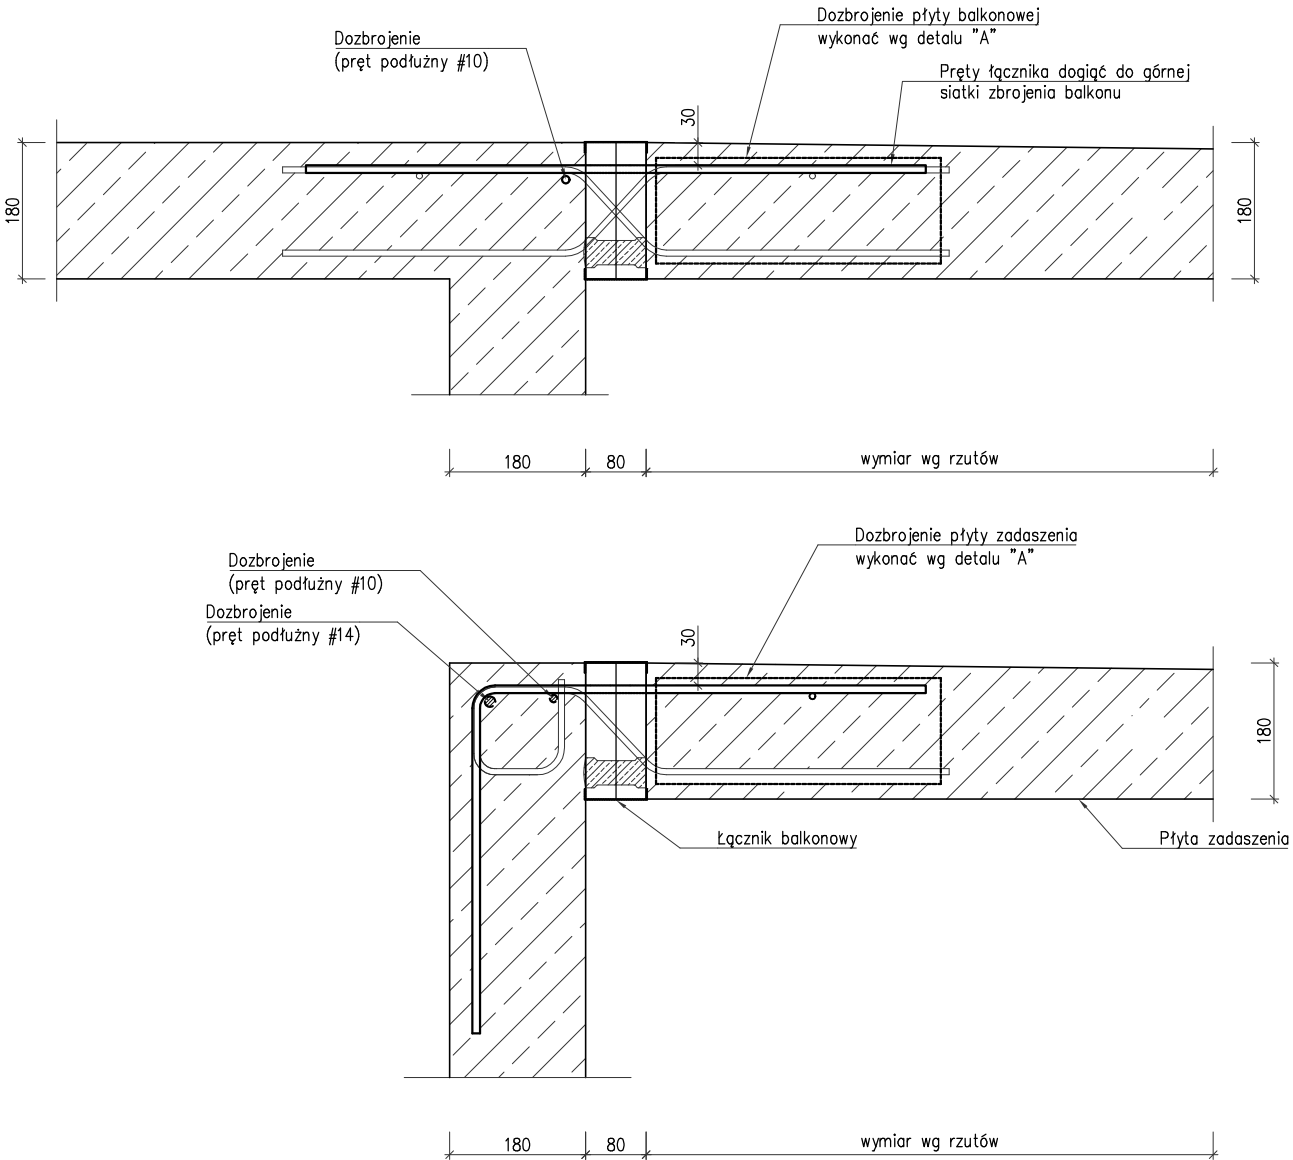 Dozbrojenie płyty balkonowej
wykonać wg detalu "A"
Dozbrojenie
(pręt podłużny #10)
Pręty łącznika dogiąć do górnej
siatki zbrojenia balkonu
30
180
180
180
80
wymiar wg rzutów
Dozbrojenie płyty zadaszenia
wykonać wg detalu "A"
Dozbrojenie
(pręt podłużny #10)
Dozbrojenie
(pręt podłużny #14)
30
180
Łącznik balkonowy
Płyta zadaszenia
180
80
wymiar wg rzutów